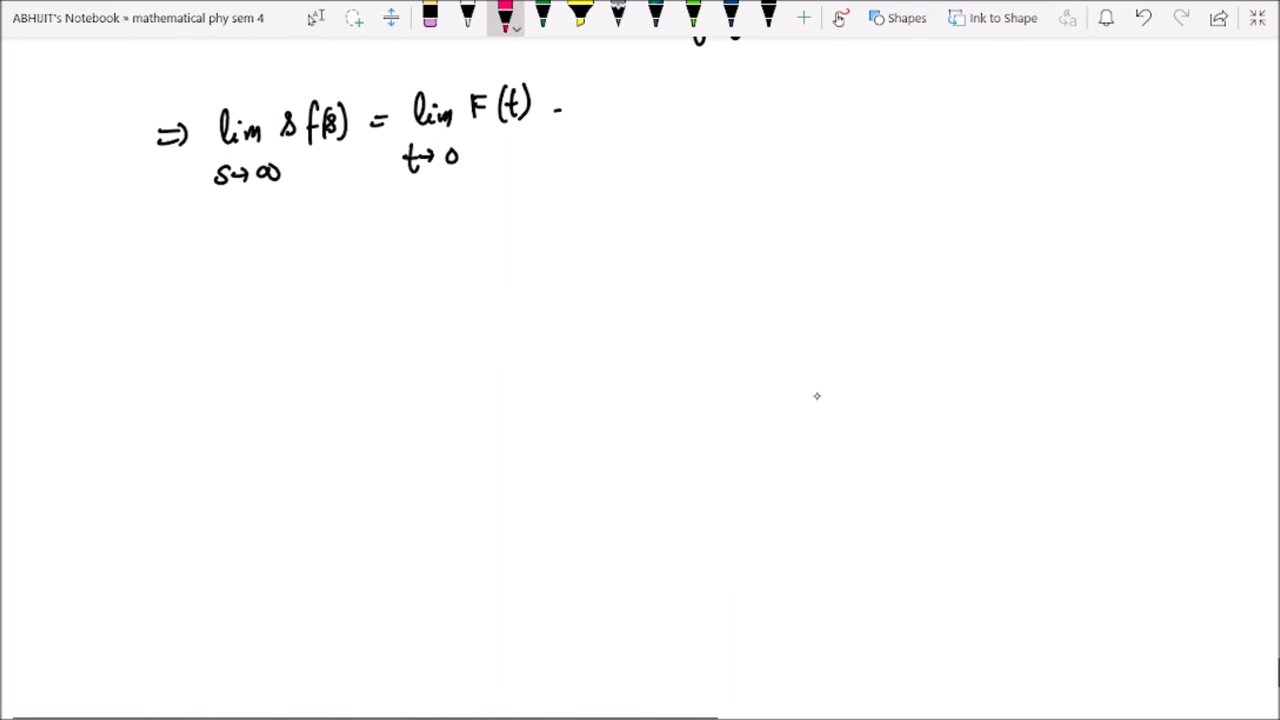 ABHIJIT's Notebook » mathematical phy sem 4
Shapes
Ink to Shape
⇒ lim s f(s) = lim F(t) -
s→∞ t→0